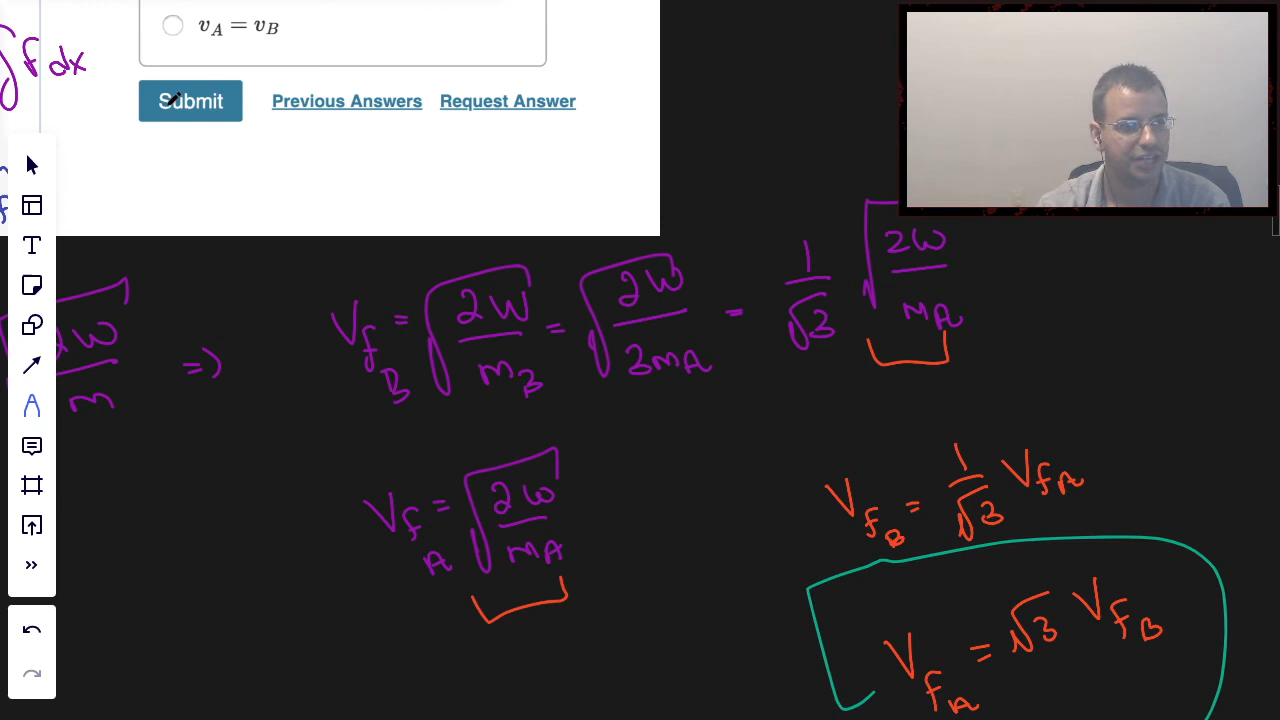 ∫f dx
v_A = v_B
Submit Previous Answers Request Answer
2W/m => V_fB = √(2W/m_B) = √(2W/3m_A) = 1/√3 √(2W/m_A)
V_fA = √(2W/m_A)
V_fB = 1/√3 V_fA
V_fA = √3 V_fB